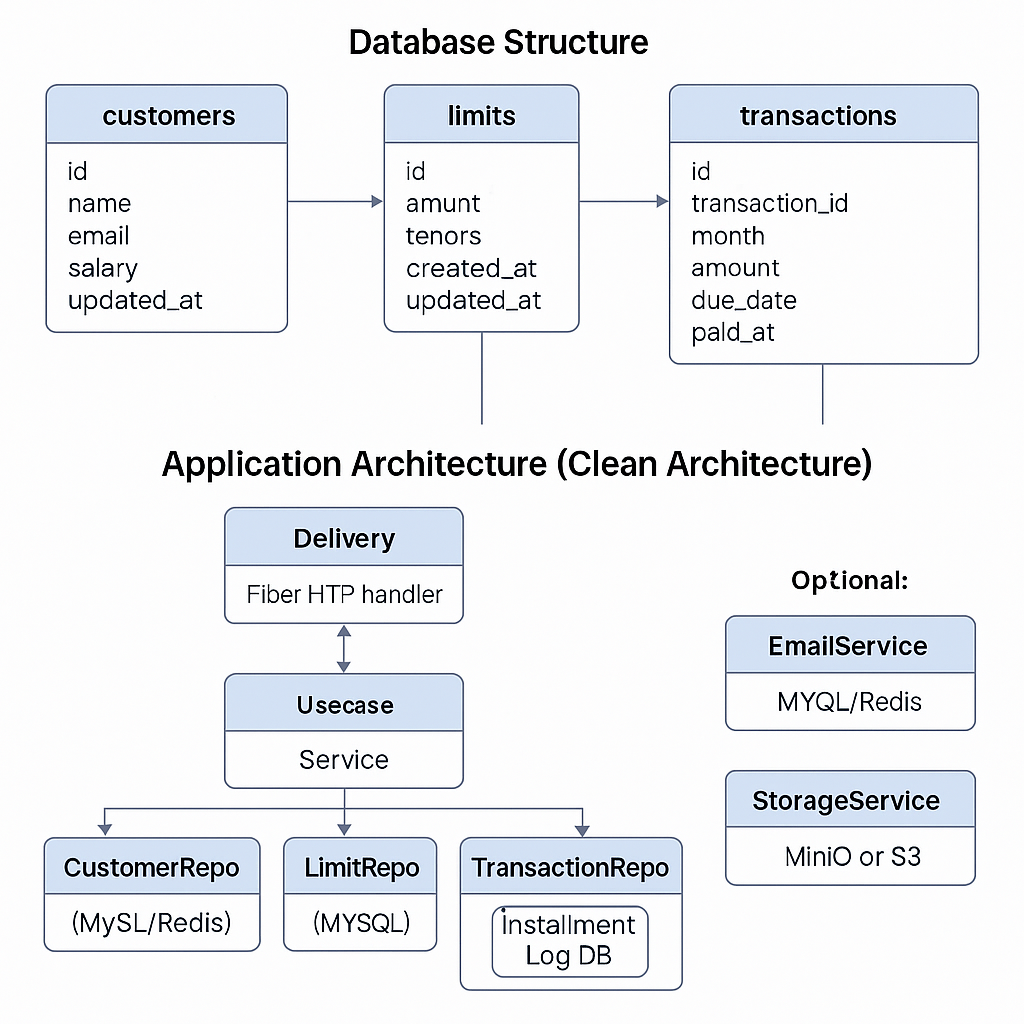 Database Structure
customers
id
name
email
salary
updated_at
limits
id
amunt
tenors
created_at
updated_at
transactions
id
transaction_id
month
amount
due_date
pald_at
Application Architecture (Clean Architecture)
Delivery
Fiber HTP handler
Usecase
Service
CustomerRepo
(MySL/Redis)
LimitRepo
(MYSQL)
TransactionRepo
Installment
Log DB
Optional:
EmailService
MYQL/Redis
StorageService
MiniO or S3